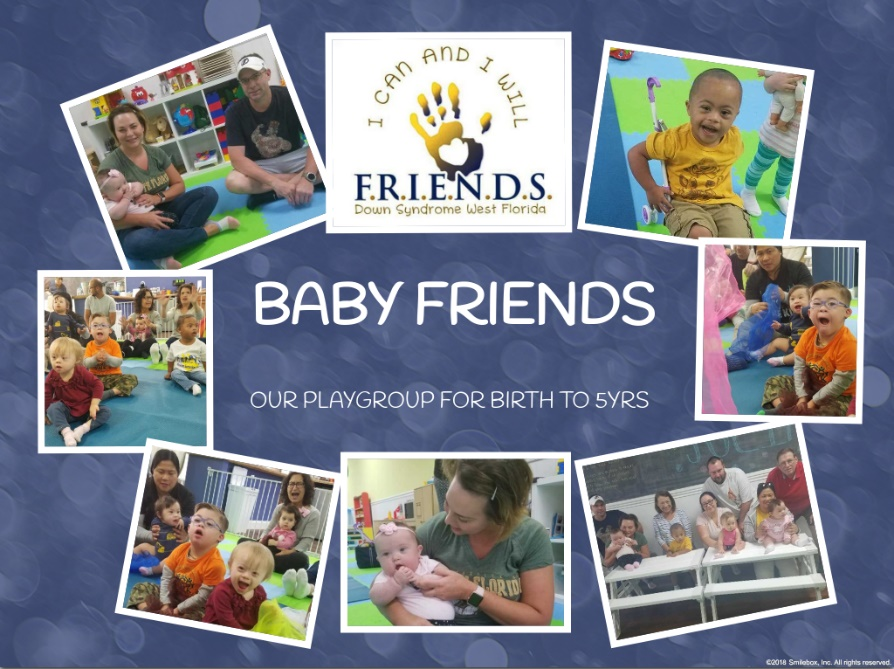 I CAN AND I WILL
F.R.I.E.N.D.S.
Down Syndrome West Florida
BABY FRIENDS
OUR PLAYGROUP FOR BIRTH TO 5YRS
FLORIDA
©2018 Smilebox, Inc. All rights reserved